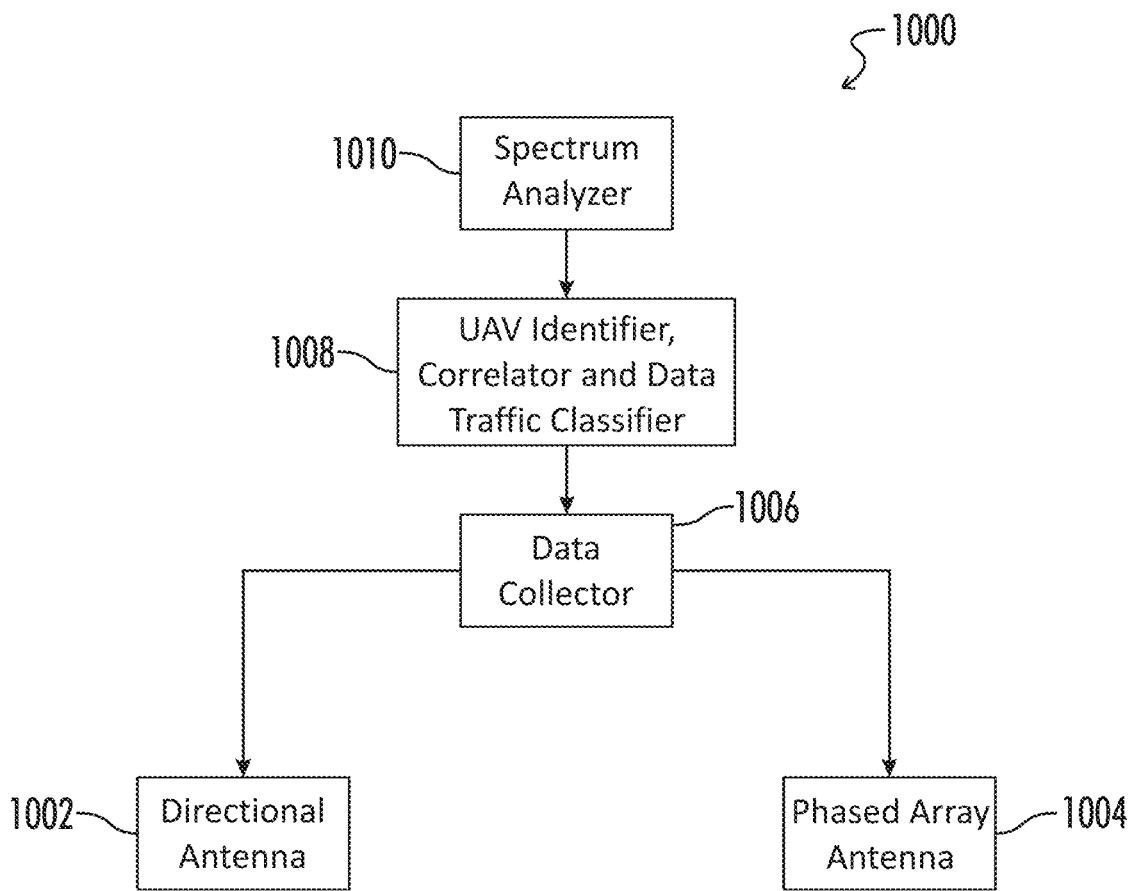 1000
1010
Spectrum
Analyzer
1008
UAV Identifier,
Correlator and Data
Traffic Classifier
1006
Data
Collector
1002
Directional
Antenna
Phased Array
Antenna
1004